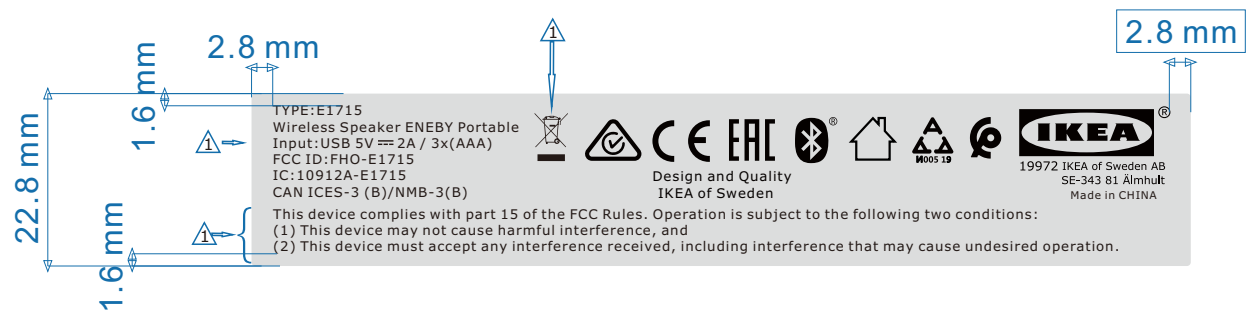 2.8 mm
1
2.8 mm
1.6 mm
22.8 mm
1
TYPE:E1715
Wireless Speaker ENEBY Portable
Input:USB 5V ⎓ 2A / 3x(AAA)
FCC ID:FHO-E1715
IC:10912A-E1715
CAN ICES-3 (B)/NMB-3(B)
CE EAC
®
Design and Quality
IKEA of Sweden
И005 19
IKEA
®
19972 IKEA of Sweden AB
SE-343 81 Älmhult
Made in CHINA
1
This device complies with part 15 of the FCC Rules. Operation is subject to the following two conditions:
(1) This device may not cause harmful interference, and
(2) This device must accept any interference received, including interference that may cause undesired operation.
1.6 mm